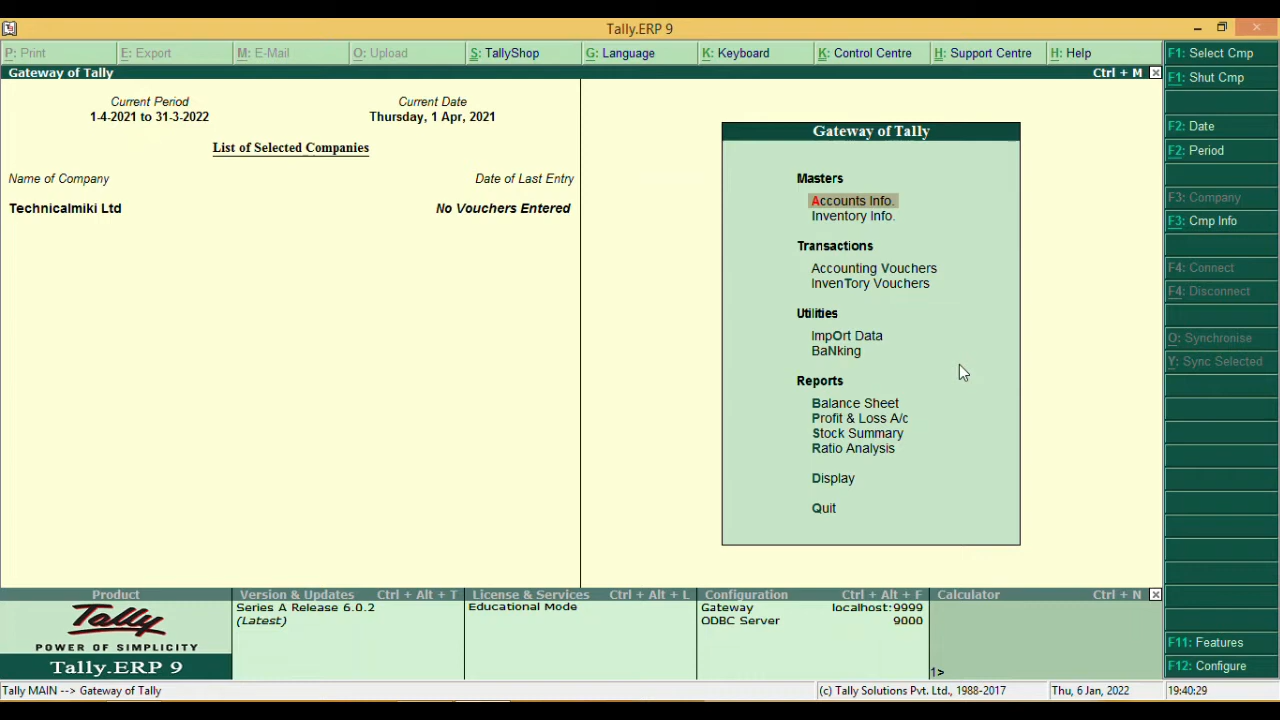 Tally.ERP 9
P: Print
E: Export
M: E-Mail
O: Upload
S: TallyShop
G: Language
K: Keyboard
K: Control Centre
H: Support Centre
H: Help
F1: Select Cmp
F1: Shut Cmp
F2: Date
F2: Period
F3: Company
F3: Cmp Info
F4: Connect
F4: Disconnect
O: Synchronise
Y: Sync Selected
F11: Features
F12: Configure
Gateway of Tally
Ctrl + M
Current Period
1-4-2021 to 31-3-2022
Current Date
Thursday, 1 Apr, 2021
List of Selected Companies
Name of Company
Date of Last Entry
Technicalmiki Ltd
No Vouchers Entered
Gateway of Tally
Masters
Accounts Info.
Inventory Info.
Transactions
Accounting Vouchers
InvenTory Vouchers
Utilities
ImpOrt Data
BaNking
Reports
Balance Sheet
Profit & Loss A/c
Stock Summary
Ratio Analysis
Display
Quit
Product
Tally
POWER OF SIMPLICITY
Tally.ERP 9
Version & Updates Ctrl + Alt + T
Series A Release 6.0.2
(Latest)
License & Services Ctrl + Alt + L
Educational Mode
Configuration Ctrl + Alt + F
Gateway localhost:9999
ODBC Server 9000
Calculator Ctrl + N
1>
Tally MAIN --> Gateway of Tally
(c) Tally Solutions Pvt. Ltd., 1988-2017
Thu, 6 Jan, 2022
19:40:29